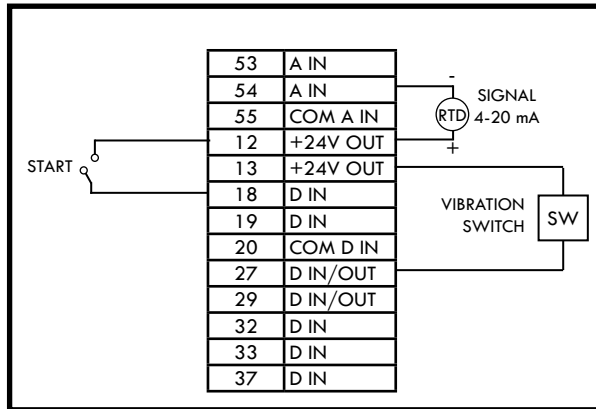 53 A IN
54 A IN
55 COM A IN
12 +24V OUT
13 +24V OUT
18 D IN
19 D IN
20 COM D IN
27 D IN/OUT
29 D IN/OUT
32 D IN
33 D IN
37 D IN
START
-
RTD
+
SIGNAL
4-20 mA
VIBRATION
SWITCH
SW